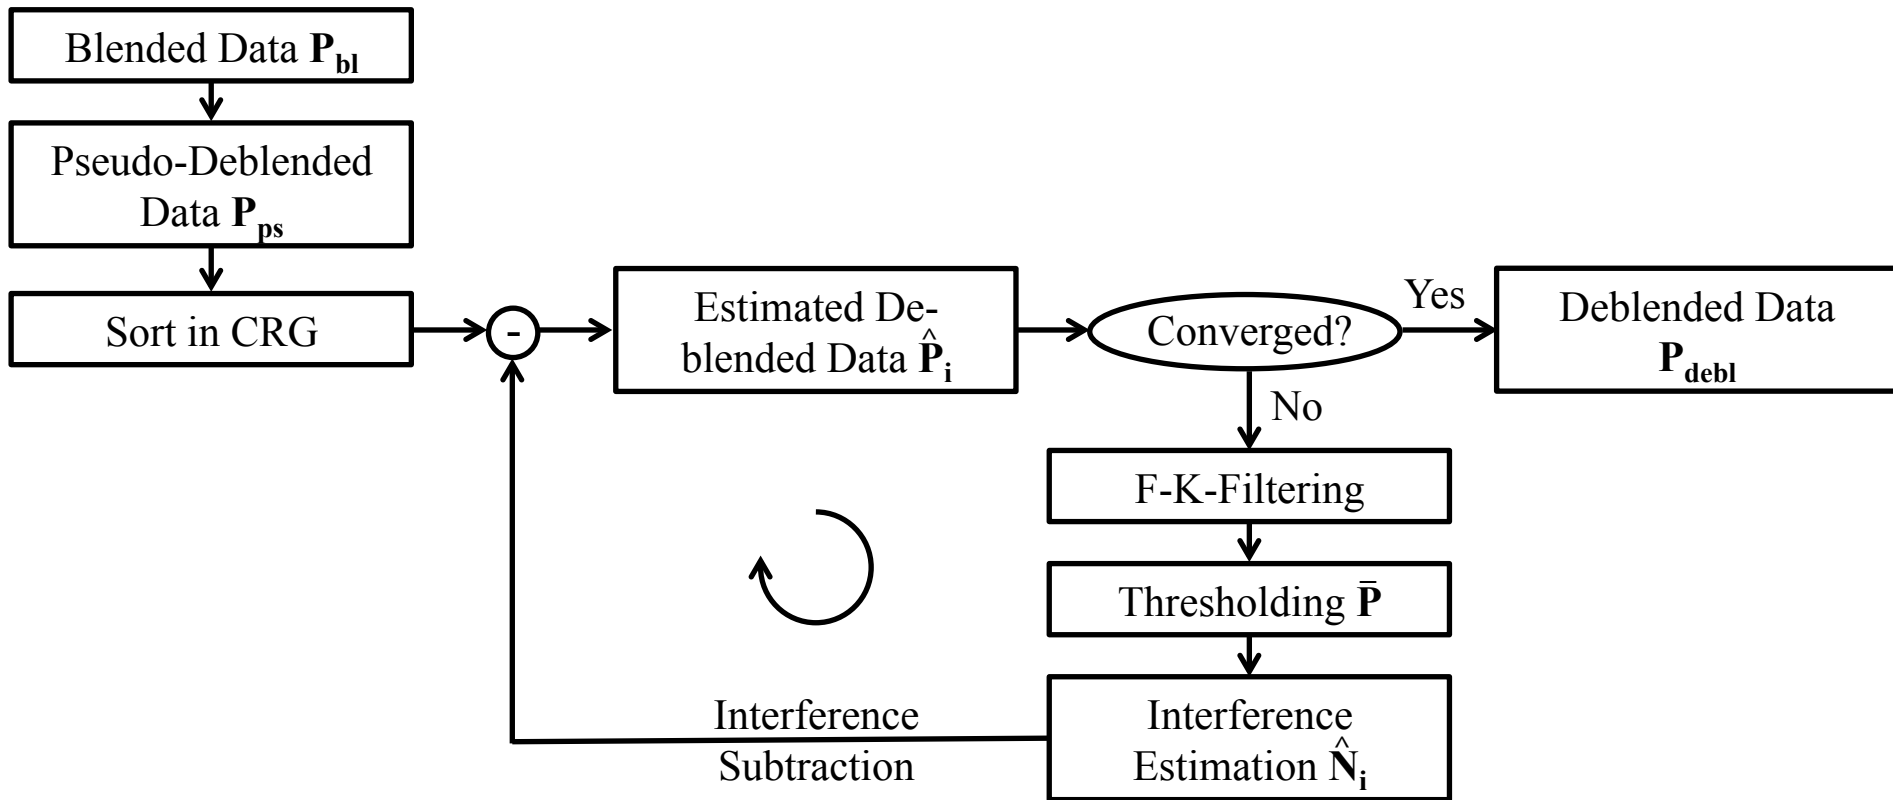 Blended Data P_bl
Pseudo-Deblended
Data P_ps
Sort in CRG
-
Estimated De-
blended Data P̂_i
Converged?
Yes
Deblended Data
P_debl
No
F-K-Filtering
Thresholding P̄
Interference
Estimation N̂_i
Interference
Subtraction